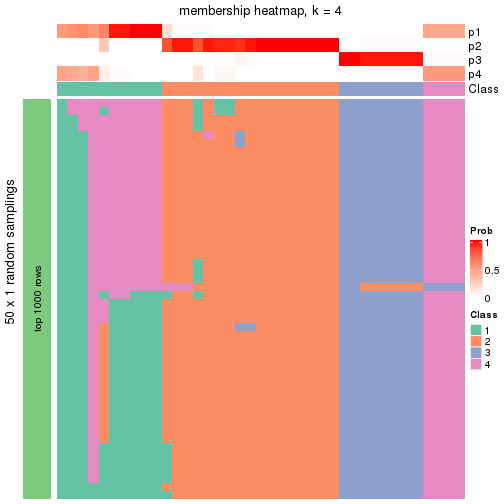 membership heatmap, k = 4
p1
p2
p3
p4
Class
50 x 1 random samplings
top 1000 rows
Prob
1
0.5
0
Class
1
2
3
4